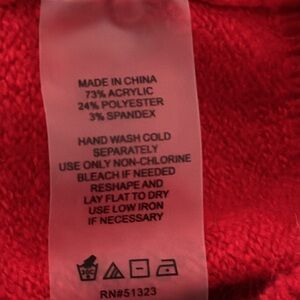 MADE IN CHINA
73% ACRYLIC
24% POLYESTER
3% SPANDEX
HAND WASH COLD
SEPARATELY
USE ONLY NON-CHLORINE
BLEACH IF NEEDED
RESHAPE AND
LAY FLAT TO DRY
USE LOW IRON
IF NECESSARY
RN#51323